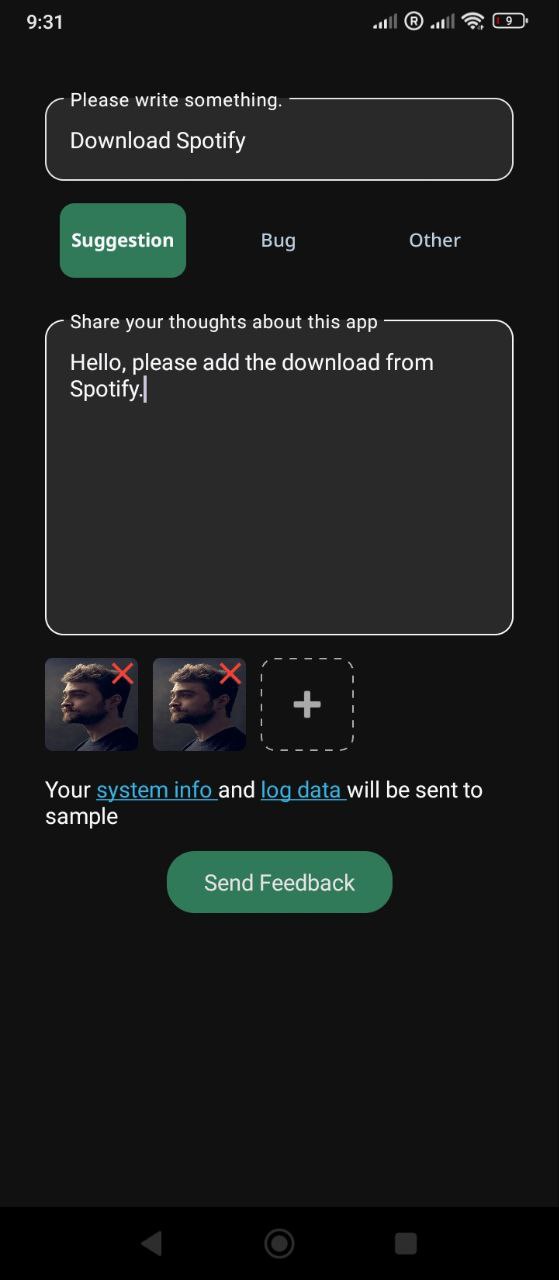 9:31
R
9
Please write something.
Download Spotify
Suggestion
Bug
Other
Share your thoughts about this app
Hello, please add the download from
Spotify.
Your system info and log data will be sent to
sample
Send Feedback